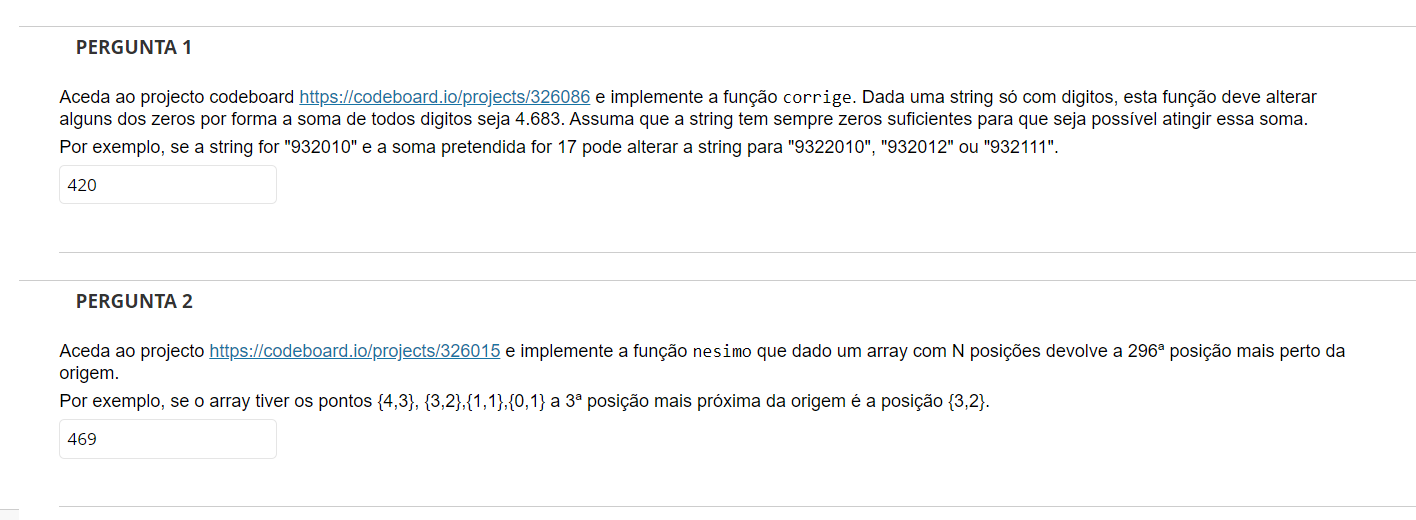 PERGUNTA 1
Aceda ao projecto codeboard https://codeboard.io/projects/326086 e implemente a função corrige. Dada uma string só com digitos, esta função deve alterar
alguns dos zeros por forma a soma de todos digitos seja 4.683. Assuma que a string tem sempre zeros suficientes para que seja possível atingir essa soma.
Por exemplo, se a string for "932010" e a soma pretendida for 17 pode alterar a string para "9322010", "932012" ou "932111".
420
PERGUNTA 2
Aceda ao projecto https://codeboard.io/projects/326015 e implemente a função nesimo que dado um array com N posições devolve a 296ª posição mais perto da
origem.
Por exemplo, se o array tiver os pontos {4,3}, {3,2},{1,1},{0,1} a 3ª posição mais próxima da origem é a posição {3,2}.
469